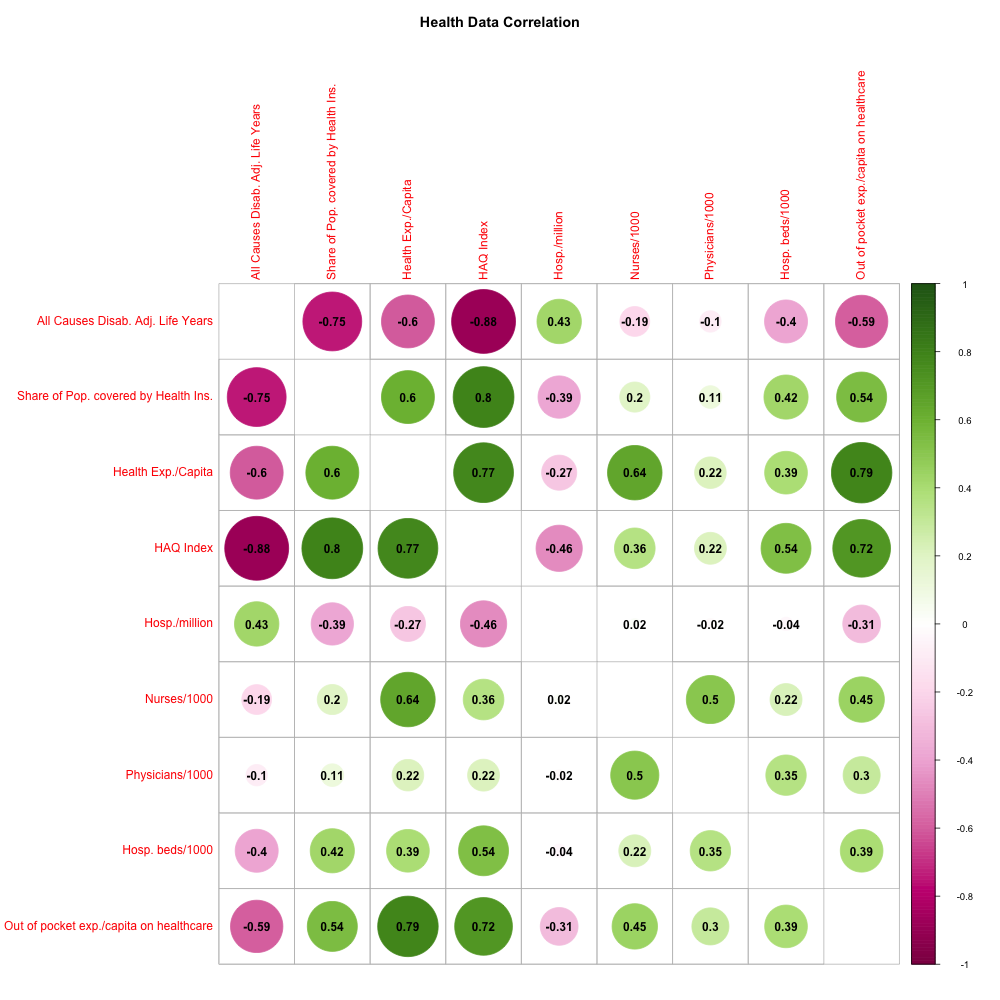 Health Data Correlation
All Causes Disab. Adj. Life Years
Share of Pop. covered by Health Ins.
Health Exp./Capita
HAQ Index
Hosp./million
Nurses/1000
Physicians/1000
Hosp. beds/1000
Out of pocket exp./capita on healthcare
All Causes Disab. Adj. Life Years -0.75 -0.6 -0.88 0.43 -0.19 -0.1 -0.4 -0.59
Share of Pop. covered by Health Ins. -0.75 0.6 0.8 -0.39 0.2 0.11 0.42 0.54
Health Exp./Capita -0.6 0.6 0.77 -0.27 0.64 0.22 0.39 0.79
HAQ Index -0.88 0.8 0.77 -0.46 0.36 0.22 0.54 0.72
Hosp./million 0.43 -0.39 -0.27 -0.46 0.02 -0.02 -0.04 -0.31
Nurses/1000 -0.19 0.2 0.64 0.36 0.02 0.5 0.22 0.45
Physicians/1000 -0.1 0.11 0.22 0.22 -0.02 0.5 0.35 0.3
Hosp. beds/1000 -0.4 0.42 0.39 0.54 -0.04 0.22 0.35 0.39
Out of pocket exp./capita on healthcare -0.59 0.54 0.79 0.72 -0.31 0.45 0.3 0.39
1
0.8
0.6
0.4
0.2
0
-0.2
-0.4
-0.6
-0.8
-1